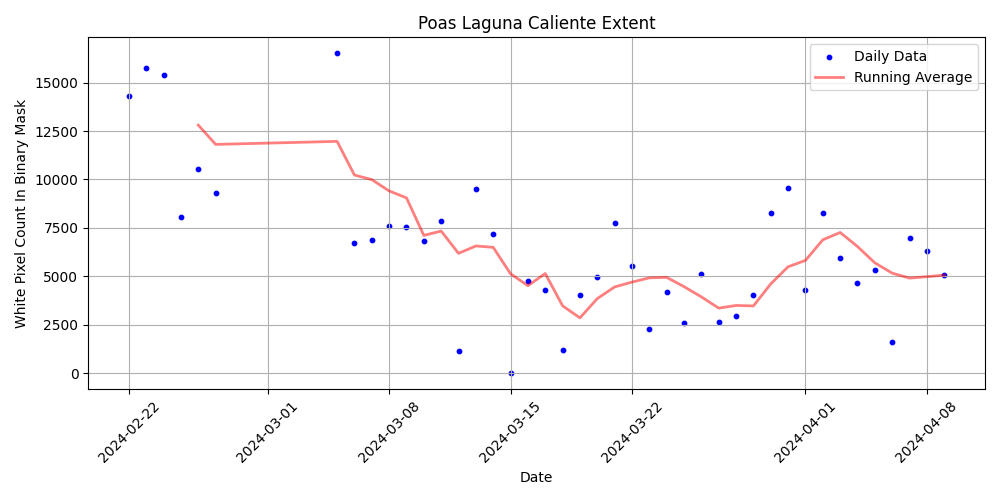 Poas Laguna Caliente Extent
Daily Data
Running Average
White Pixel Count In Binary Mask
15000
12500
10000
7500
5000
2500
0
2024-02-22
2024-03-01
2024-03-08
2024-03-15
2024-03-22
2024-04-01
2024-04-08
Date